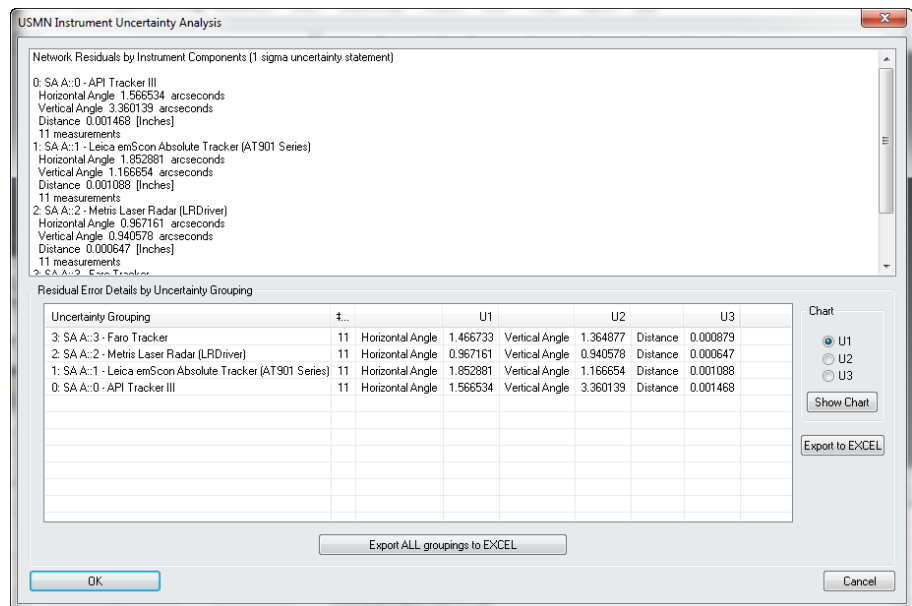 USMN Instrument Uncertainty Analysis
Network Residuals by Instrument Components (1 sigma uncertainty statement)
0: SA A::0 - API Tracker III
Horizontal Angle 1.566534 arcseconds
Vertical Angle 3.360139 arcseconds
Distance 0.001468 [Inches]
11 measurements
1: SA A::1 - Leica emScon Absolute Tracker (AT901 Series)
Horizontal Angle 1.852881 arcseconds
Vertical Angle 1.166654 arcseconds
Distance 0.001088 [Inches]
11 measurements
2: SA A::2 - Metris Laser Radar (LRDriver)
Horizontal Angle 0.967161 arcseconds
Vertical Angle 0.940578 arcseconds
Distance 0.000647 [Inches]
11 measurements
3: SA A::3 - Faro Tracker
Residual Error Details by Uncertainty Grouping
Uncertainty Grouping ‡... U1 U2 U3
3: SA A::3 - Faro Tracker 11 Horizontal Angle 1.466733 Vertical Angle 1.364877 Distance 0.000879
2: SA A::2 - Metris Laser Radar (LRDriver) 11 Horizontal Angle 0.967161 Vertical Angle 0.940578 Distance 0.000647
1: SA A::1 - Leica emScon Absolute Tracker (AT901 Series) 11 Horizontal Angle 1.852881 Vertical Angle 1.166654 Distance 0.001088
0: SA A::0 - API Tracker III 11 Horizontal Angle 1.566534 Vertical Angle 3.360139 Distance 0.001468
Chart
U1
U2
U3
Show Chart
Export to EXCEL
Export ALL groupings to EXCEL
OK
Cancel